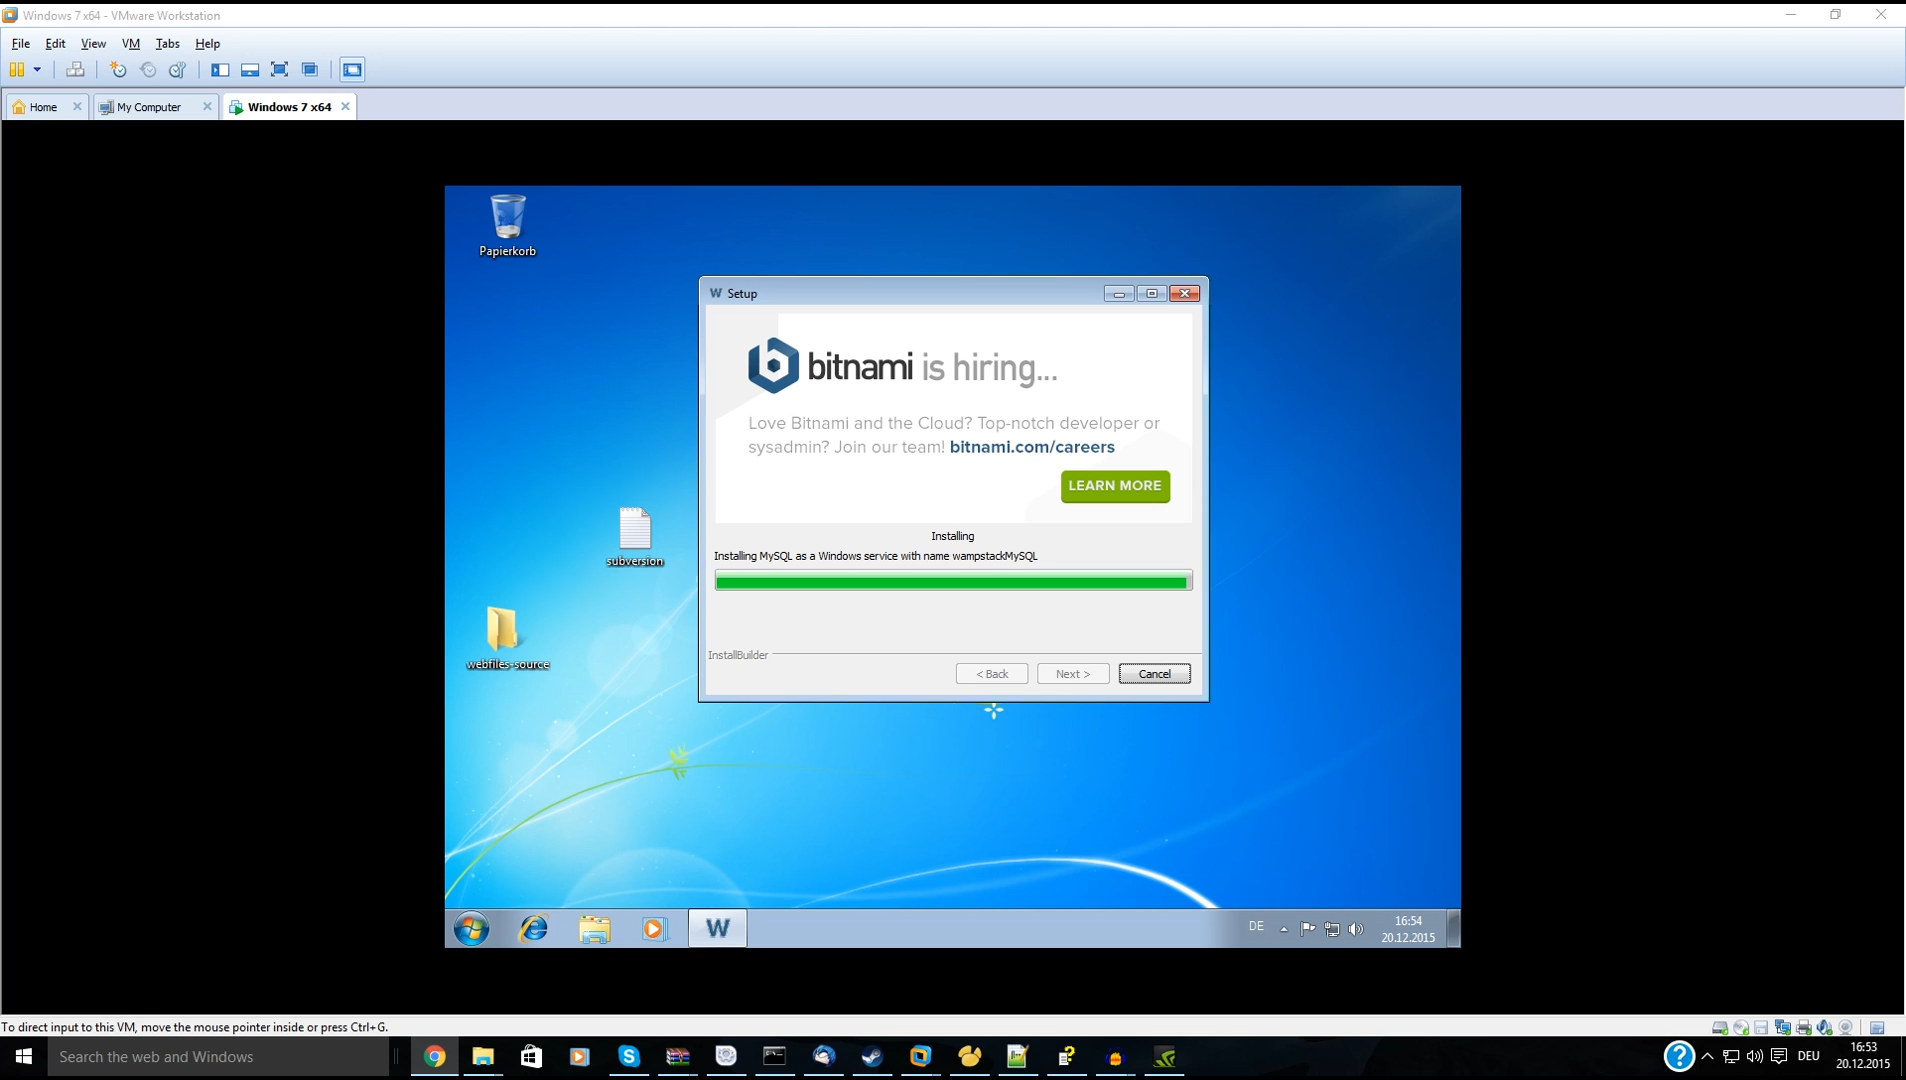 Windows 7 x64 - VMware Workstation
File Edit View VM Tabs Help
Home My Computer Windows 7 x64
Papierkorb
W Setup
bitnami is hiring...
Love Bitnami and the Cloud? Top-notch developer or
sysadmin? Join our team! bitnami.com/careers
LEARN MORE
Installing
Installing MySQL as a Windows service with name wampstackMySQL
subversion
webfiles-source
InstallBuilder
< Back Next > Cancel
W
DE
16:54
20.12.2015
To direct input to this VM, move the mouse pointer inside or press Ctrl+G.
Search the web and Windows
DEU
16:53
20.12.2015